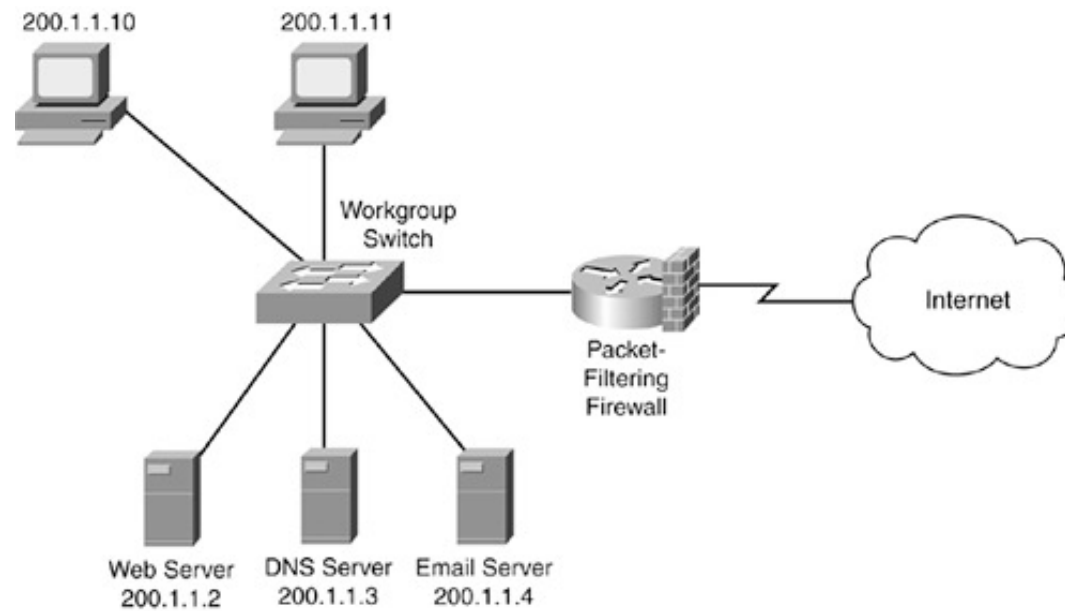 200.1.1.10
200.1.1.11
Workgroup
Switch
Internet
Packet-
Filtering
Firewall
Web Server
200.1.1.2
DNS Server
200.1.1.3
Email Server
200.1.1.4